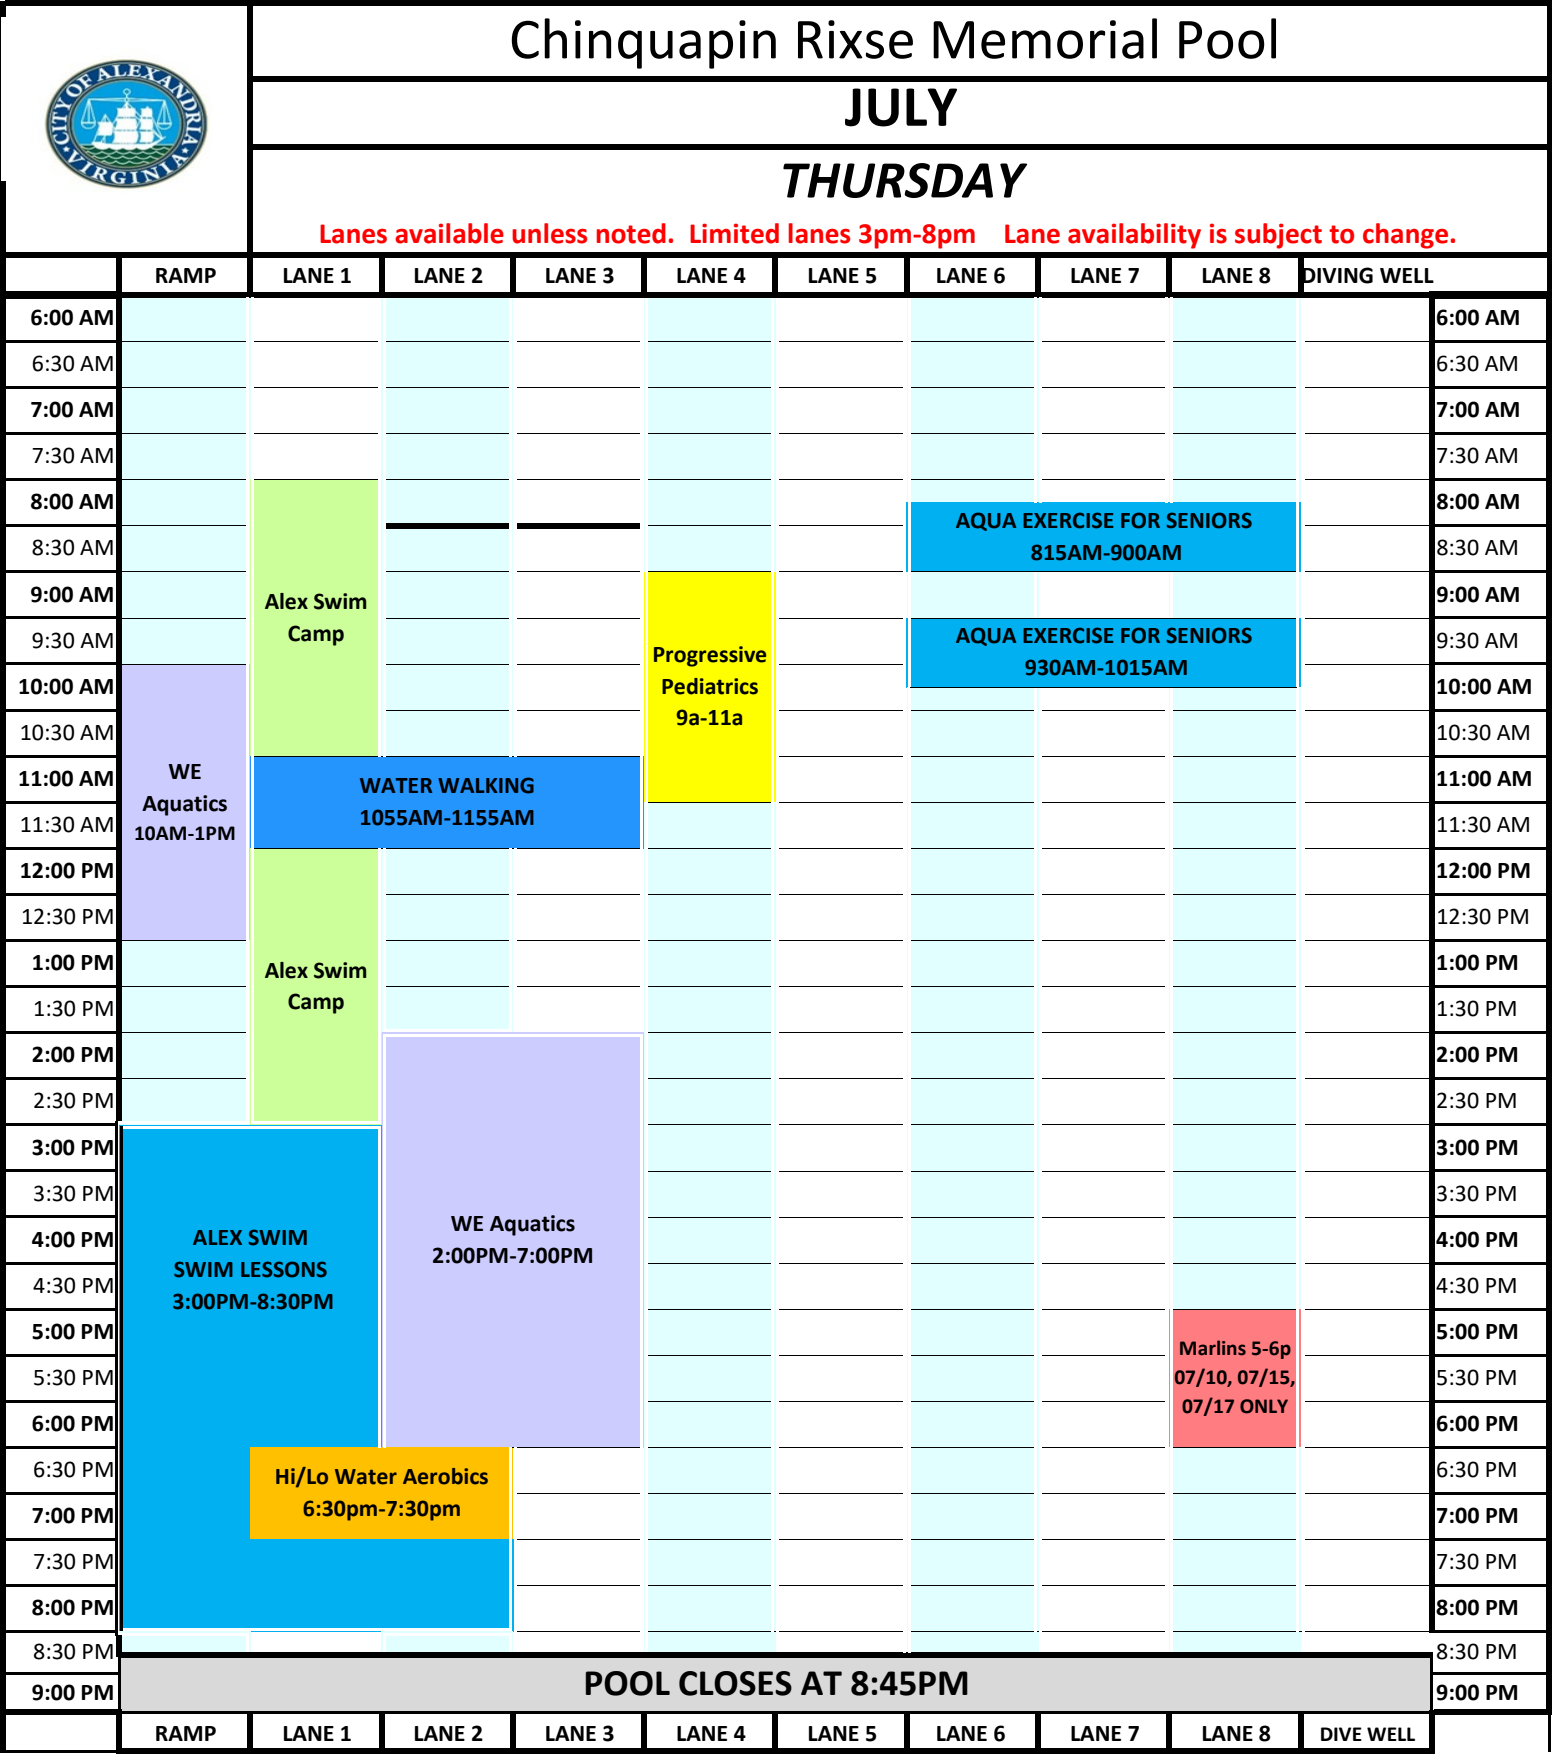 Chinquapin Rixse Memorial Pool
CITY OF ALEXANDRIA
VIRGINIA
JULY
THURSDAY
Lanes available unless noted. Limited lanes 3pm-8pm Lane availability is subject to change.
RAMP LANE 1 LANE 2 LANE 3 LANE 4 LANE 5 LANE 6 LANE 7 LANE 8 DIVING WELL
6:00 AM 6:00 AM
6:30 AM 6:30 AM
7:00 AM 7:00 AM
7:30 AM 7:30 AM
8:00 AM 8:00 AM
AQUA EXERCISE FOR SENIORS
815AM-900AM
8:30 AM 8:30 AM
9:00 AM 9:00 AM
Alex Swim
Camp
9:30 AM 9:30 AM
AQUA EXERCISE FOR SENIORS
930AM-1015AM
Progressive
Pediatrics
9a-11a
10:00 AM 10:00 AM
10:30 AM 10:30 AM
11:00 AM 11:00 AM
WE
Aquatics
10AM-1PM
WATER WALKING
1055AM-1155AM
11:30 AM 11:30 AM
12:00 PM 12:00 PM
12:30 PM 12:30 PM
1:00 PM 1:00 PM
Alex Swim
Camp
1:30 PM 1:30 PM
2:00 PM 2:00 PM
2:30 PM 2:30 PM
3:00 PM 3:00 PM
3:30 PM 3:30 PM
4:00 PM 4:00 PM
ALEX SWIM
SWIM LESSONS
3:00PM-8:30PM
WE Aquatics
2:00PM-7:00PM
4:30 PM 4:30 PM
5:00 PM 5:00 PM
Marlins 5-6p
07/10, 07/15,
07/17 ONLY
5:30 PM 5:30 PM
6:00 PM 6:00 PM
6:30 PM 6:30 PM
Hi/Lo Water Aerobics
6:30pm-7:30pm
7:00 PM 7:00 PM
7:30 PM 7:30 PM
8:00 PM 8:00 PM
8:30 PM 8:30 PM
POOL CLOSES AT 8:45PM
9:00 PM 9:00 PM
RAMP LANE 1 LANE 2 LANE 3 LANE 4 LANE 5 LANE 6 LANE 7 LANE 8 DIVE WELL